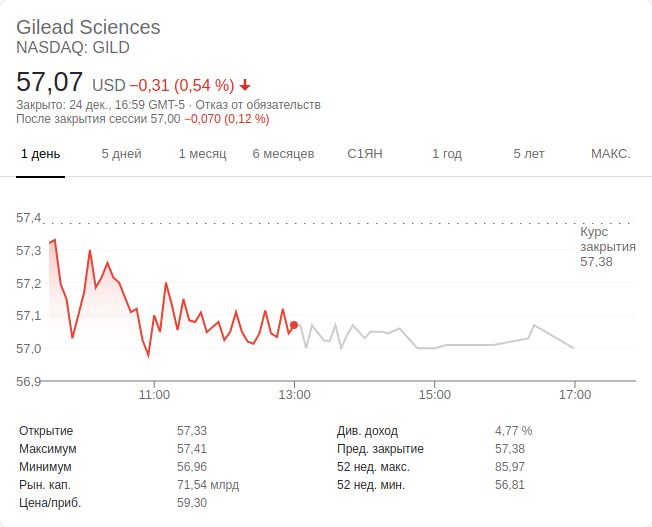 Gilead Sciences
NASDAQ: GILD
57,07 USD −0,31 (0,54 %)
Закрыто: 24 дек., 16:59 GMT-5 · Отказ от обязательств
После закрытия сессии 57,00 −0,070 (0,12 %)
1 день 5 дней 1 месяц 6 месяцев С1ЯН 1 год 5 лет МАКС.
57,4
Курс
закрытия
57,38
57,3
57,2
57,1
57,0
56,9
11:00 13:00 15:00 17:00
Открытие 57,33 Див. доход 4,77 %
Максимум 57,41 Пред. закрытие 57,38
Минимум 56,96 52 нед. макс. 85,97
Рын. кап. 71,54 млрд 52 нед. мин. 56,81
Цена/приб. 59,30